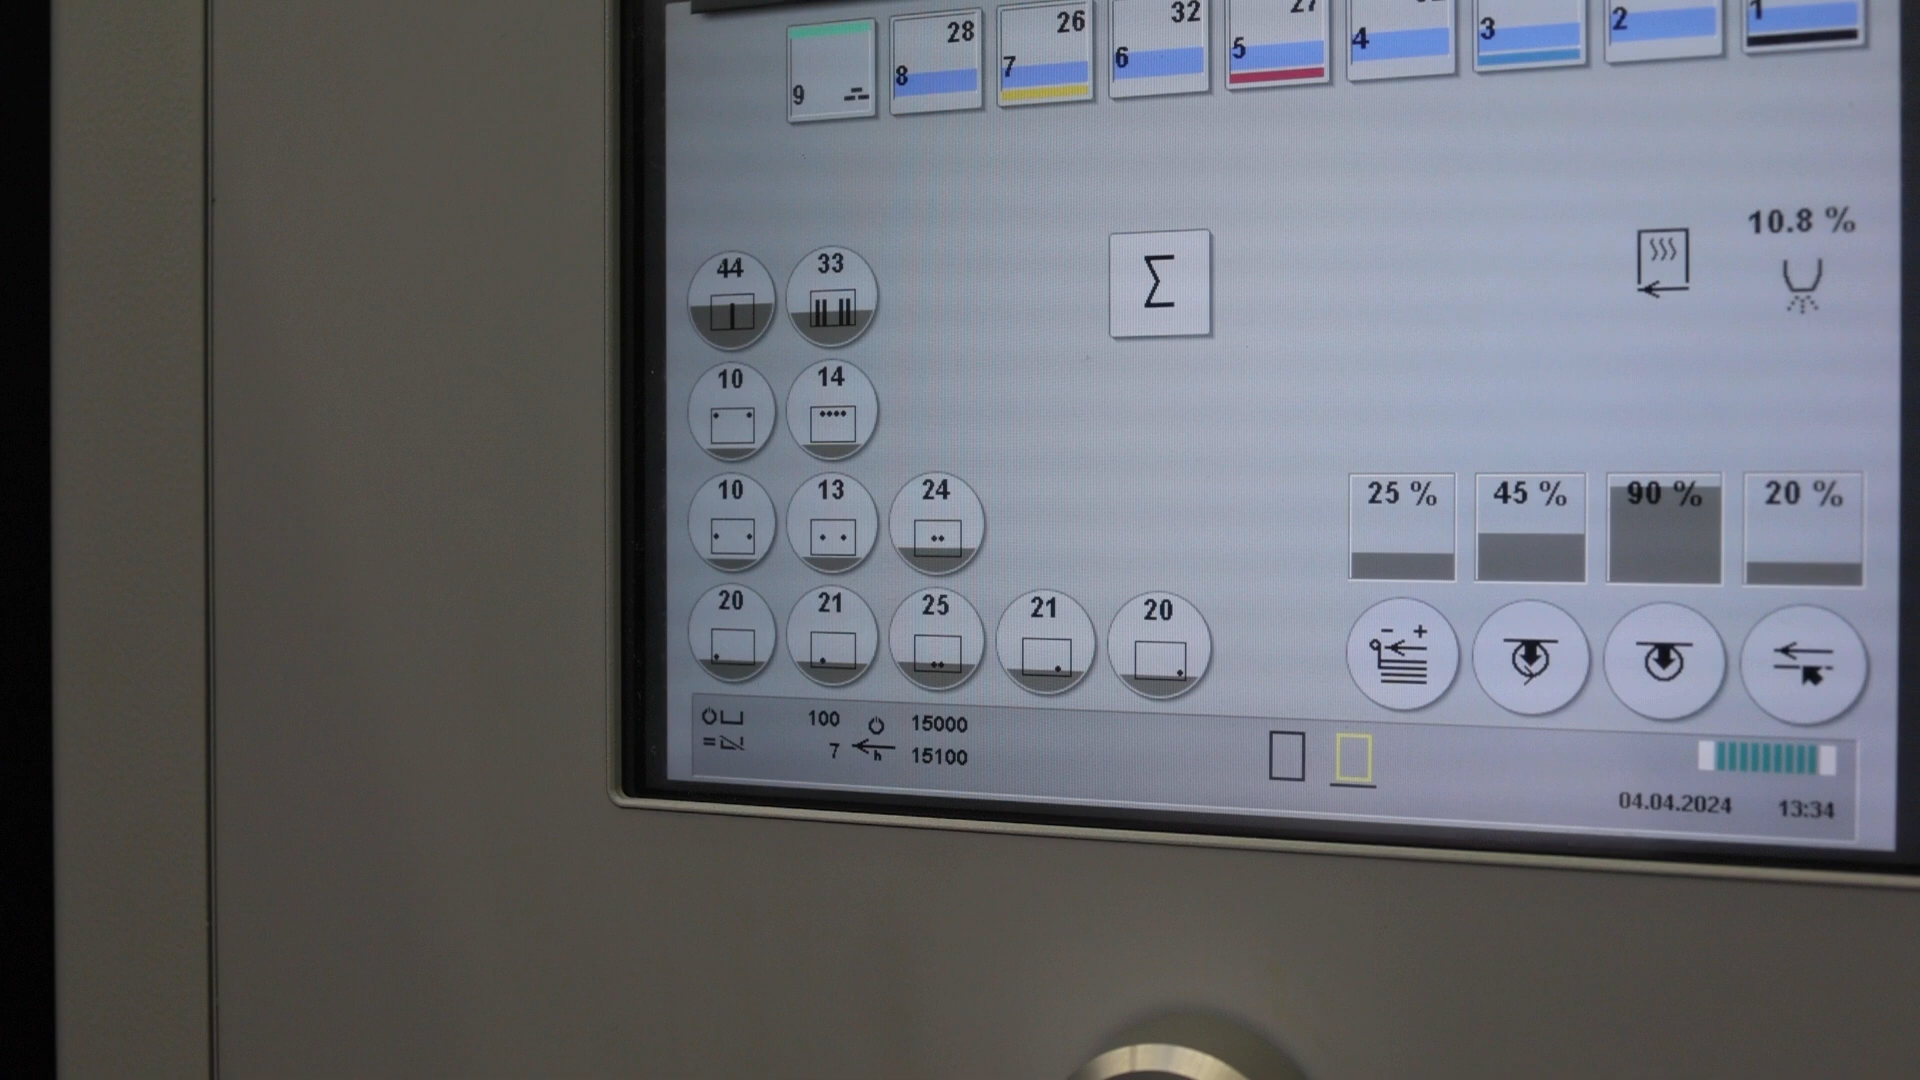 28 26 32 27
9 8 7 6 5 4 3 2 1
44 33 Σ 10.8 %
10 14
10 13 24 25 % 45 % 90 % 20 %
20 21 25 21 20 - +
100 15000
7 h 15100
04.04.2024 13:34